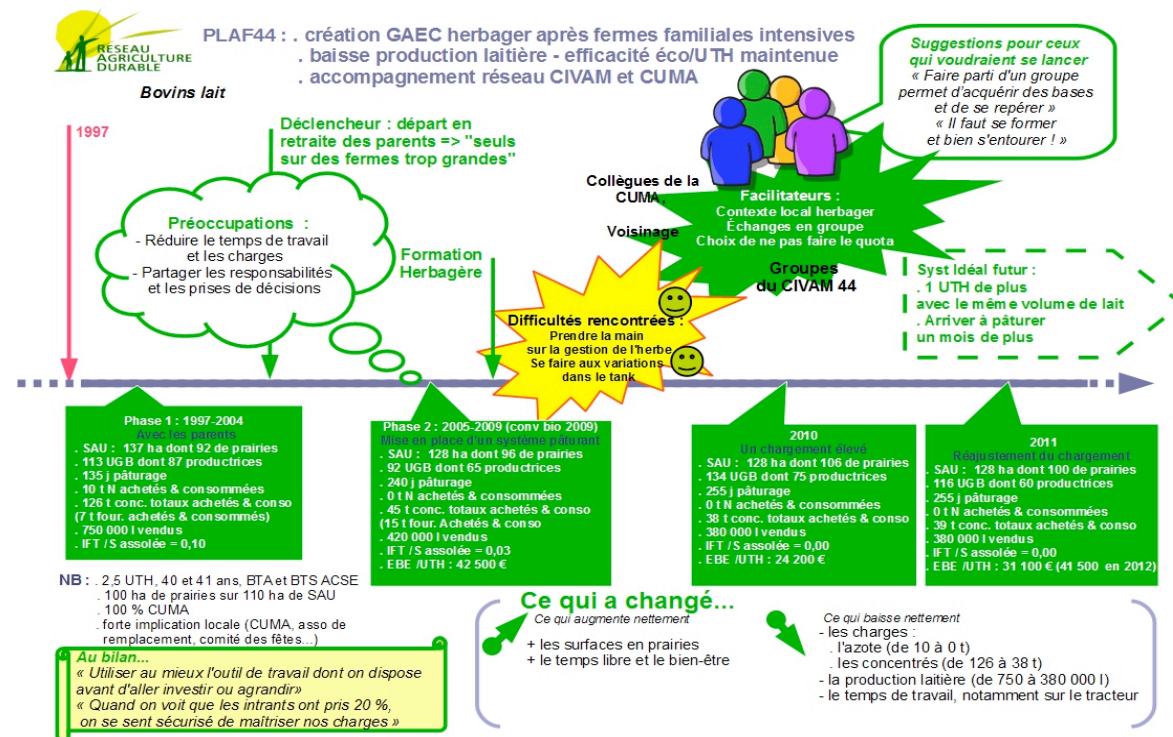 RESEAU
AGRICULTURE
DURABLE
PLAF44 : . création GAEC herbager après fermes familiales intensives
. baisse production laitière - efficacité éco/UTH maintenue
. accompagnement réseau CIVAM et CUMA
Bovins lait
Suggestions pour ceux
qui voudraient se lancer
« Faire parti d'un groupe
permet d'acquérir des bases
et de se repérer »
« Il faut se former
et bien s'entourer ! »
1997
Déclencheur : départ en
retraite des parents => "seuls
sur des fermes trop grandes"
Préoccupations :
- Réduire le temps de travail
et les charges
- Partager les responsabilités
et les prises de décisions
Formation
Herbagère
Collègues de la
CUMA,
Voisinage
Facilitateurs :
Contexte local herbager
Échanges en groupe
Choix de ne pas faire le quota
Groupes
du CIVAM 44
Difficultés rencontrées :
Prendre la main
sur la gestion de l'herbe
Se faire aux variations
dans le tank
Syst Idéal futur :
. 1 UTH de plus
avec le même volume de lait
. Arriver à pâturer
un mois de plus
Phase 1 : 1997-2004
Avec les parents
. SAU : 137 ha dont 92 de prairies
. 113 UGB dont 87 productrices
. 135 j pâturage
. 10 t N achetés & consommées
. 126 t conc. totaux achetés & conso
(7 t four. achetés & consommés)
. 750 000 l vendus
. IFT / S assolée = 0,10
Phase 2 : 2005-2009 (conv bio 2009)
Mise en place d'un système pâturant
. SAU : 128 ha dont 96 de prairies
. 92 UGB dont 65 productrices
. 240 j pâturage
. 0 t N achetés & consommées
. 45 t conc. totaux achetés & conso
(15 t four. Achetés & conso
. 420 000 l vendus
. IFT / S assolée = 0,03
. EBE /UTH : 42 500 €
2010
Un chargement élevé
. SAU : 128 ha dont 106 de prairies
. 134 UGB dont 75 productrices
. 255 j pâturage
. 0 t N achetés & consommées
. 38 t conc. totaux achetés & conso
. 380 000 l vendus
. IFT / S assolée = 0,00
. EBE /UTH : 24 200 €
2011
Réajustement du chargement
. SAU : 128 ha dont 100 de prairies
. 116 UGB dont 60 productrices
. 255 j pâturage
. 0 t N achetés & consommées
. 39 t conc. totaux achetés & conso
. 380 000 l vendus
. IFT / S assolée = 0,00
. EBE /UTH : 31 100 € (41 500 en 2012)
NB : . 2,5 UTH, 40 et 41 ans, BTA et BTS ACSE
. 100 ha de prairies sur 110 ha de SAU
. 100 % CUMA
. forte implication locale (CUMA, asso de
remplacement, comité des fêtes...)
Au bilan...
« Utiliser au mieux l'outil de travail dont on dispose
avant d'aller investir ou agrandir»
« Quand on voit que les intrants ont pris 20 %,
on se sent sécurisé de maîtriser nos charges »
Ce qui a changé...
Ce qui augmente nettement
+ les surfaces en prairies
+ le temps libre et le bien-être
Ce qui baisse nettement
- les charges :
. l'azote (de 10 à 0 t)
. les concentrés (de 126 à 38 t)
- la production laitière (de 750 à 380 000 l)
- le temps de travail, notamment sur le tracteur